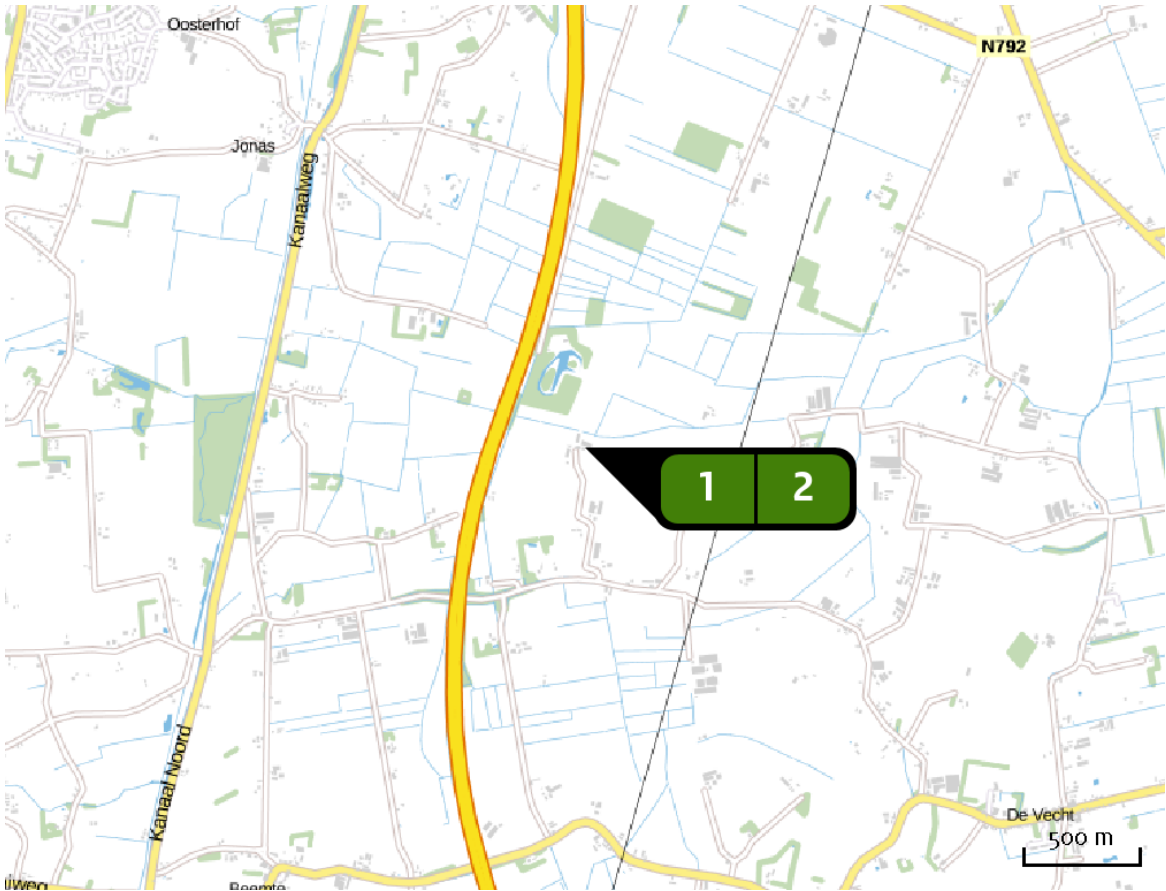 Oosterhof
N792
Jonas
Kanaalweg
1 2
Kanaal Noord
De Vecht
500 m
Beemte